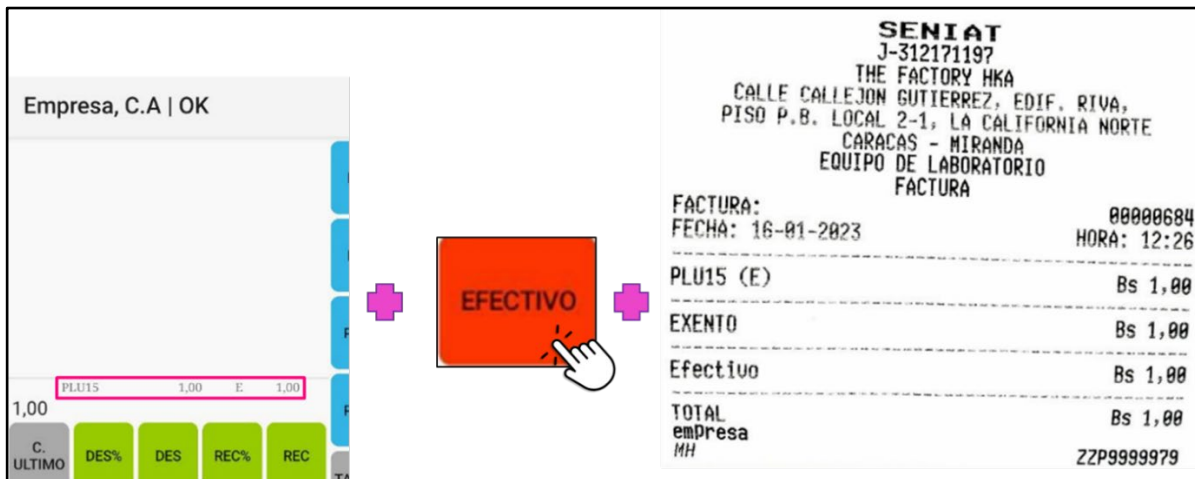 Empresa, C.A | OK
PLU15 1,00 E 1,00
1,00
C. ULTIMO
DES%
DES
REC%
REC
EFECTIVO
SENIAT
J-312171197
THE FACTORY HKA
CALLE CALLEJON GUTIERREZ, EDIF. RIVA,
PISO P.B. LOCAL 2-1, LA CALIFORNIA NORTE
CARACAS - MIRANDA
EQUIPO DE LABORATORIO
FACTURA
FACTURA: 00000684
FECHA: 16-01-2023 HORA: 12:26
PLU15 (E) Bs 1,00
EXENTO Bs 1,00
Efectivo Bs 1,00
TOTAL Bs 1,00
emPresa
MH ZZP9999979